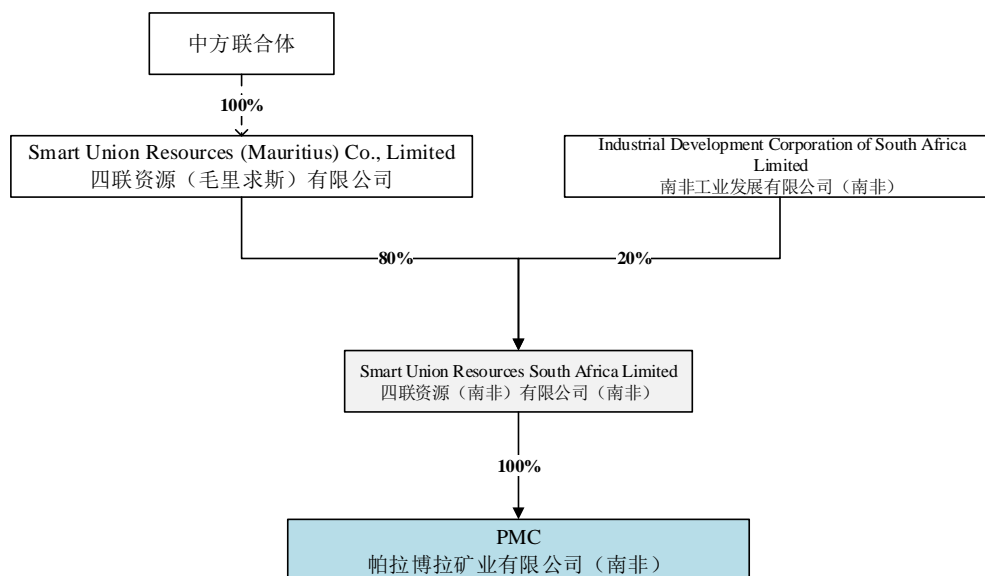 中方联合体
100%
Smart Union Resources (Mauritius) Co., Limited
四联资源（毛里求斯）有限公司
Industrial Development Corporation of South Africa
Limited
南非工业发展有限公司（南非）
80%
20%
Smart Union Resources South Africa Limited
四联资源（南非）有限公司（南非）
100%
PMC
帕拉博拉矿业有限公司（南非）